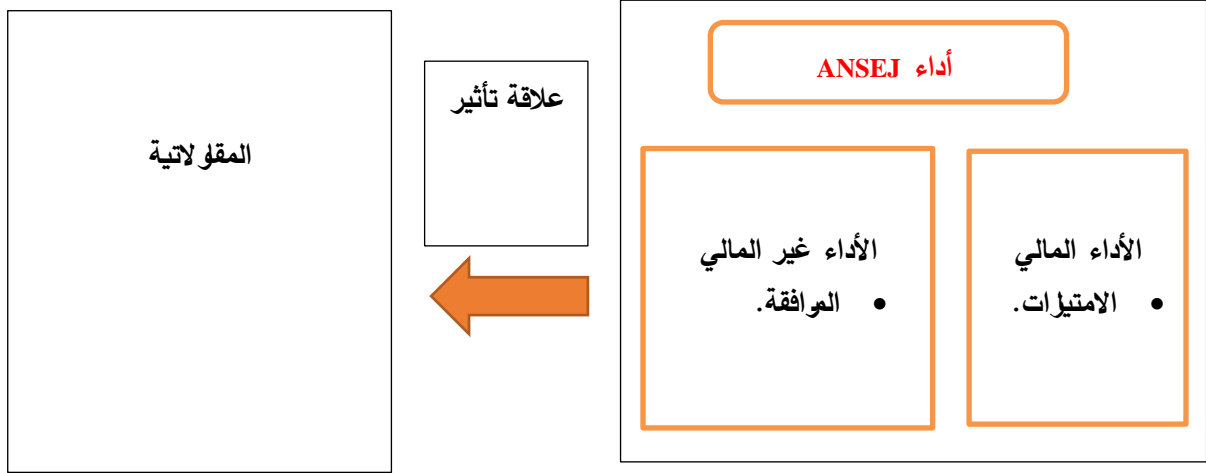 أداء ANSEJ
الأداء المالي
• الامتيازات.
الأداء غير المالي
• المرافقة.
علاقة تأثير
المقاولاتية